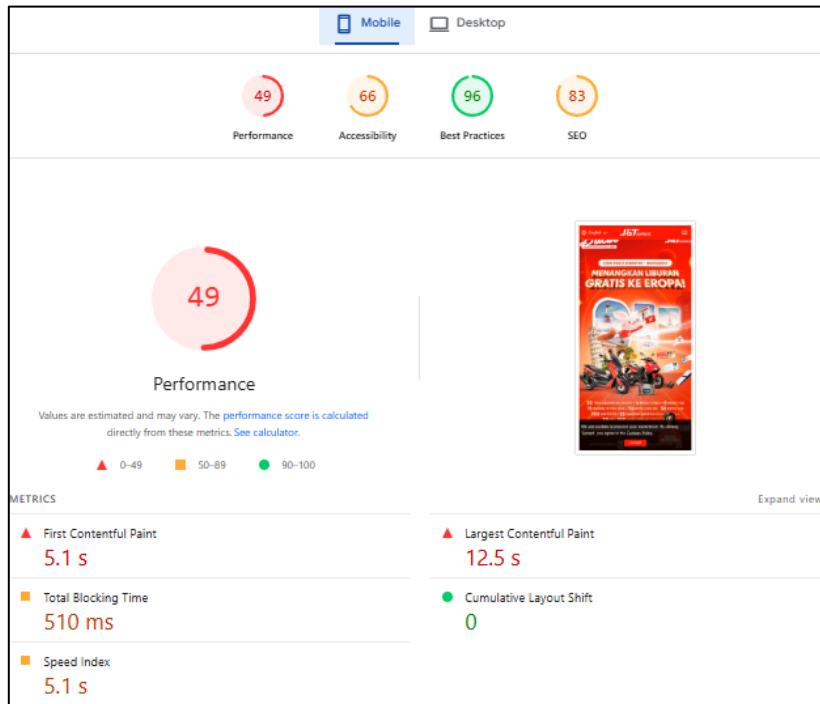 Mobile
Desktop
49
66
96
83
Performance
Accessibility
Best Practices
SEO
49
Performance
Values are estimated and may vary. The performance score is calculated
directly from these metrics. See calculator.
0–49
50–89
90–100
English
J&T EXPRESS
MENANGKAN LIBURAN
GRATIS KE EROPA!
METRICS
Expand view
First Contentful Paint
5.1 s
Largest Contentful Paint
12.5 s
Total Blocking Time
510 ms
Cumulative Layout Shift
0
Speed Index
5.1 s